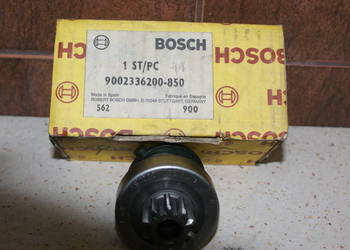 BOSCH
1 ST/PC
9002336200-850
Made in Spain Fabriqué en Espagne
ROBERT BOSCH GMBH, D-70049 STUTTGART, GERMANY
562 900